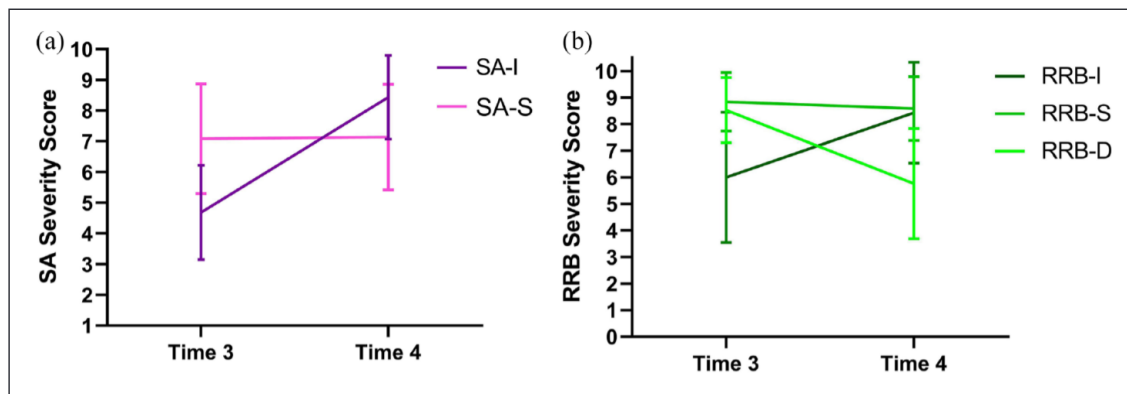 (a)
SA Severity Score
10
9
8
7
6
5
4
3
2
1
Time 3
Time 4
SA-I
SA-S
(b)
RRB Severity Score
10
9
8
7
6
5
4
3
2
1
0
Time 3
Time 4
RRB-I
RRB-S
RRB-D